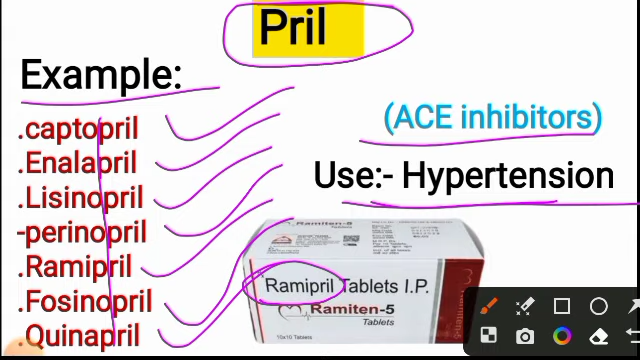 Pril
Example:
.captopril
.Enalapril
.Lisinopril
-perinopril
.Ramipril
.Fosinopril
.Quinapril
(ACE inhibitors)
Use:- Hypertension
Ramiten-5
Tablets
Ramipril Tablets I.P.
Ramiten-5
Tablets
10x10 Tablets